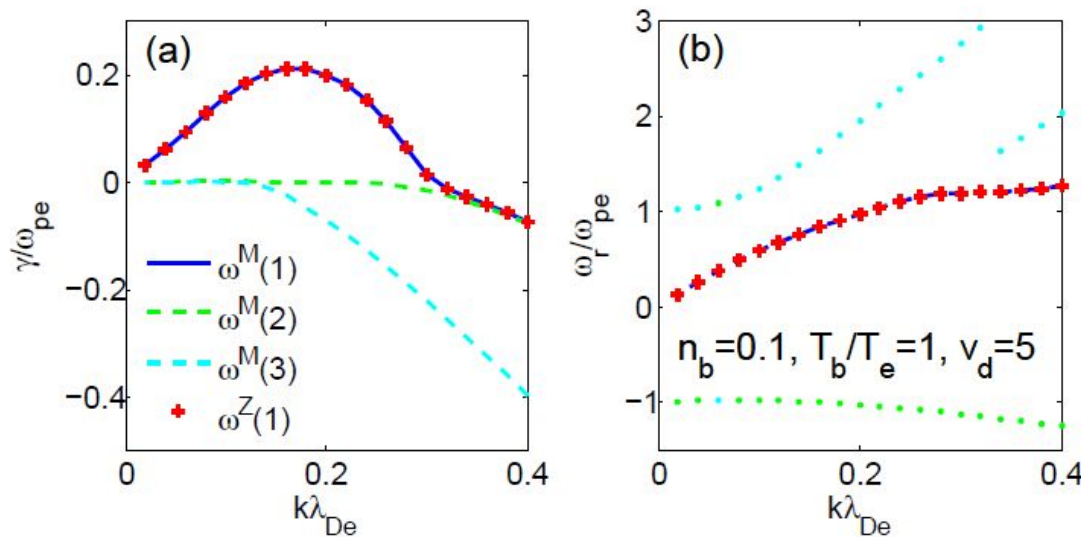 (a)
0.2
0
−0.2
−0.4
γ/ω_pe
ω^M(1)
ω^M(2)
ω^M(3)
ω^Z(1)
0 0.2 0.4
kλ_De
(b)
3
2
1
0
−1
ω_r/ω_pe
n_b=0.1, T_b/T_e=1, v_d=5
0 0.2 0.4
kλ_De